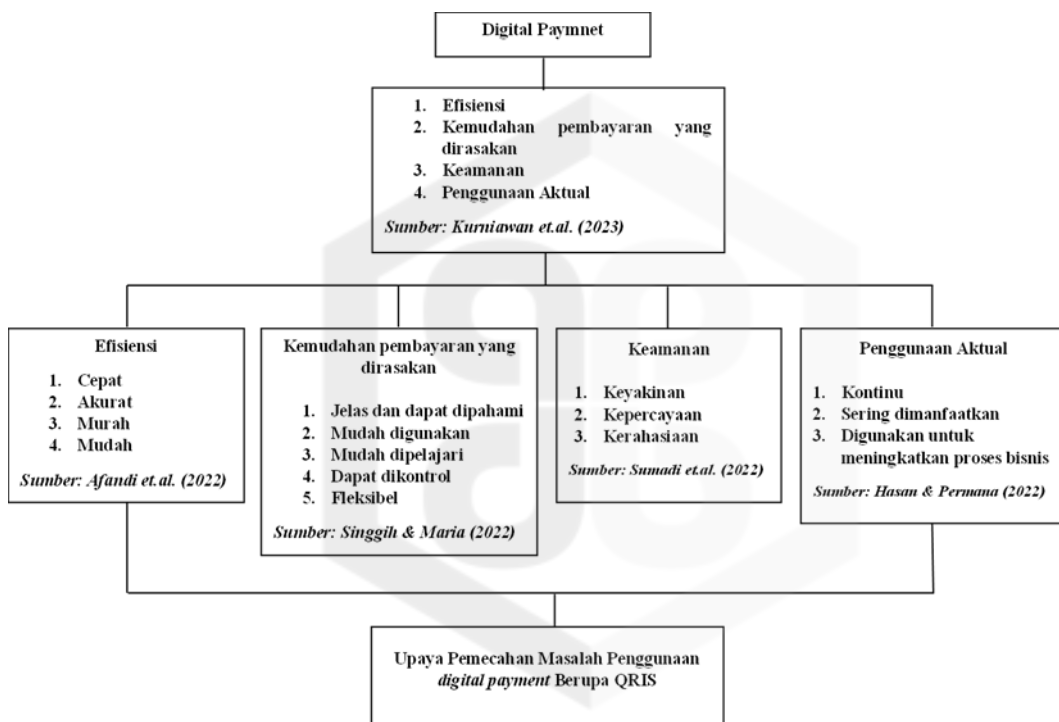 Digital Paymnet
1. Efisiensi
2. Kemudahan pembayaran yang
dirasakan
3. Keamanan
4. Penggunaan Aktual
Sumber: Kurniawan et.al. (2023)
Efisiensi
1. Cepat
2. Akurat
3. Murah
4. Mudah
Sumber: Afandi et.al. (2022)
Kemudahan pembayaran yang
dirasakan
1. Jelas dan dapat dipahami
2. Mudah digunakan
3. Mudah dipelajari
4. Dapat dikontrol
5. Fleksibel
Sumber: Singgih & Maria (2022)
Keamanan
1. Keyakinan
2. Kepercayaan
3. Kerahasiaan
Sumber: Sumadi et.al. (2022)
Penggunaan Aktual
1. Kontinu
2. Sering dimanfaatkan
3. Digunakan untuk
meningkatkan proses bisnis
Sumber: Hasan & Permana (2022)
Upaya Pemecahan Masalah Penggunaan
digital payment Berupa QRIS